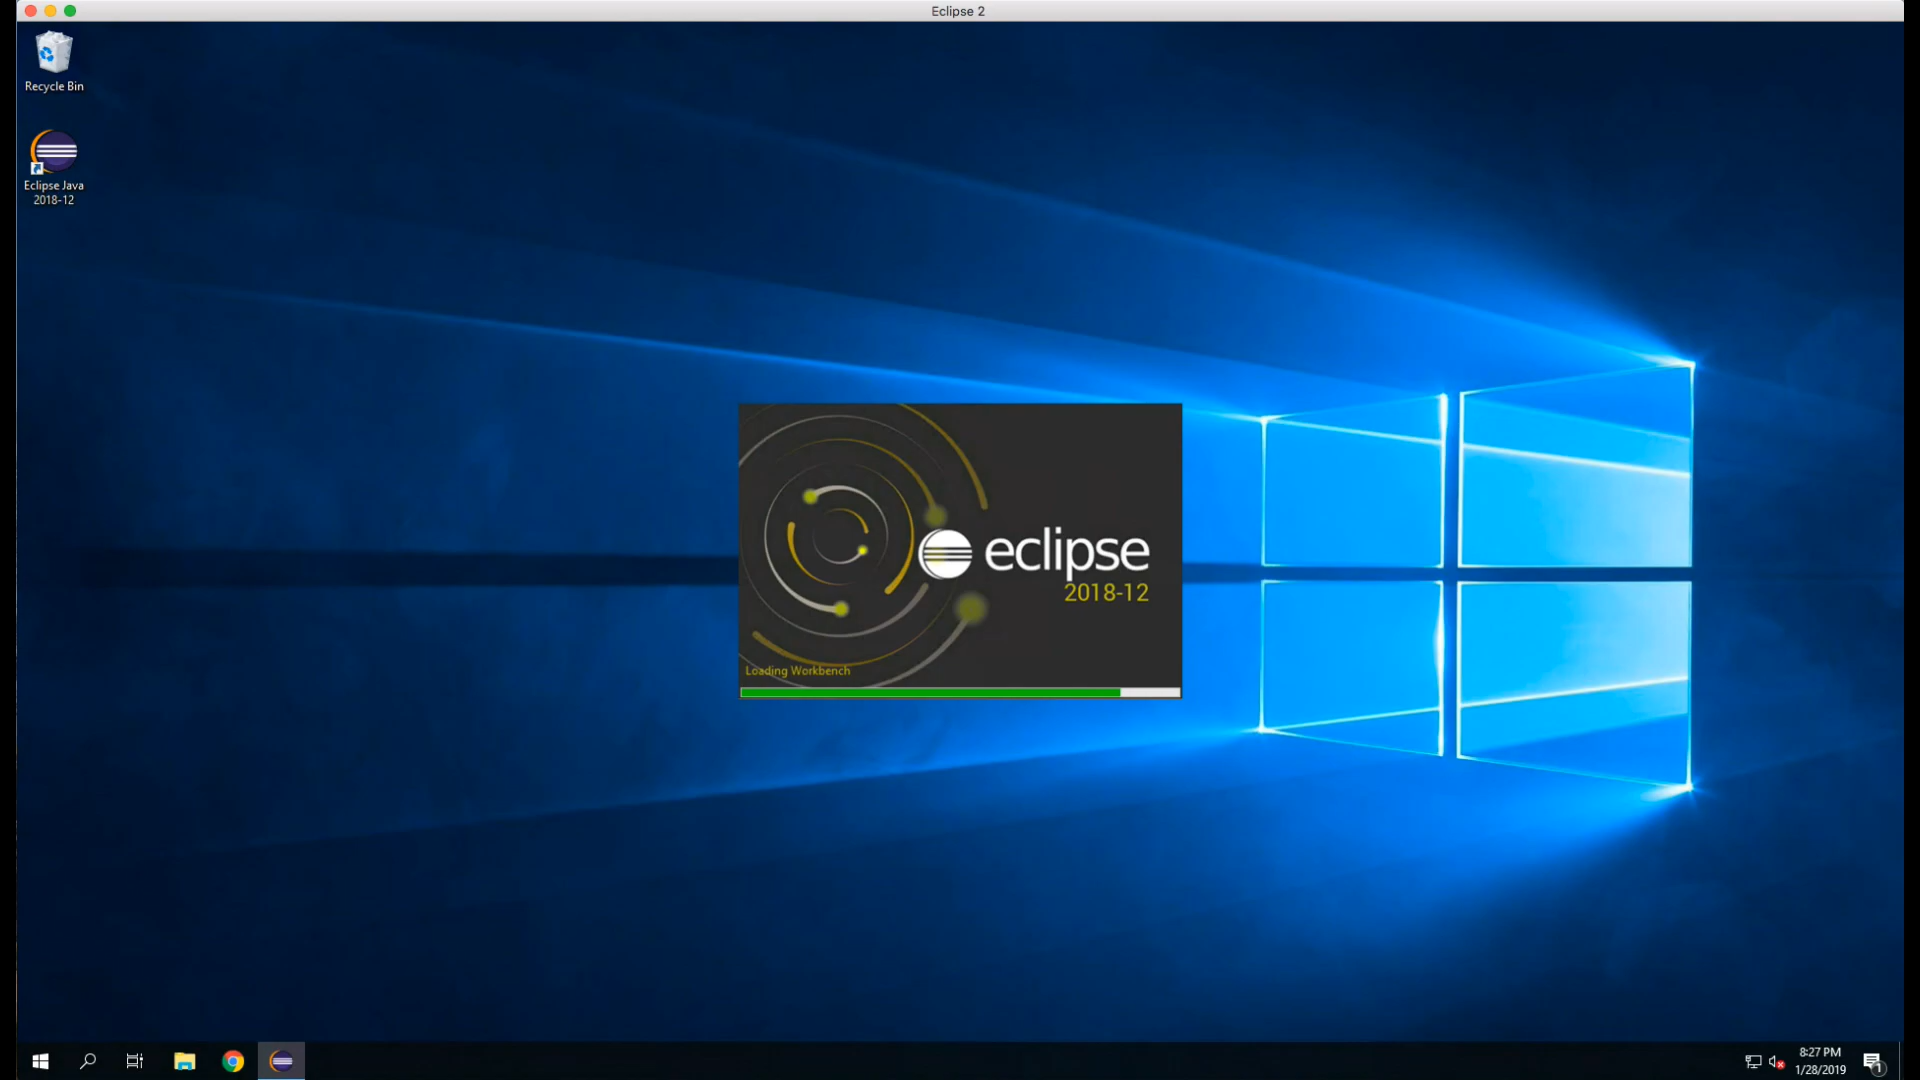 Eclipse 2
Recycle Bin
Eclipse Java
2018-12
eclipse
2018-12
Loading Workbench
8:27 PM
1/28/2019
1